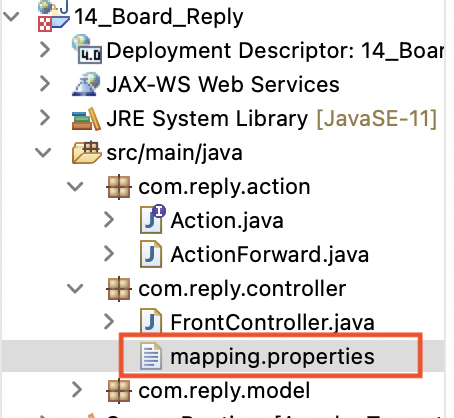 14_Board_Reply
Deployment Descriptor: 14_Boar
JAX-WS Web Services
JRE System Library [JavaSE-11]
src/main/java
com.reply.action
Action.java
ActionForward.java
com.reply.controller
FrontController.java
mapping.properties
com.reply.model